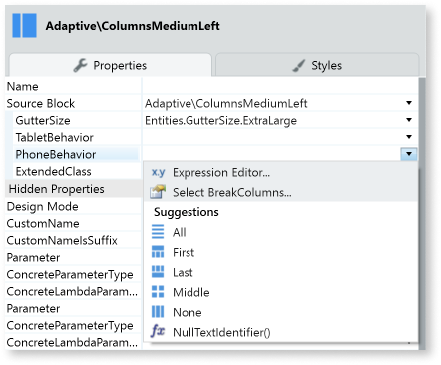 Adaptive\ColumnsMediumLeft
Properties Styles
Name
Source Block Adaptive\ColumnsMediumLeft
GutterSize Entities.GutterSize.ExtraLarge
TabletBehavior
PhoneBehavior
ExtendedClass
Hidden Properties
Design Mode
CustomName
CustomNameIsSuffix
Parameter
ConcreteParameterType
ConcreteLambdaParam...
Parameter
ConcreteParameterType
ConcreteLambdaParam...
x.y Expression Editor...
Select BreakColumns...
Suggestions
All
First
Last
Middle
None
fx NullTextIdentifier()